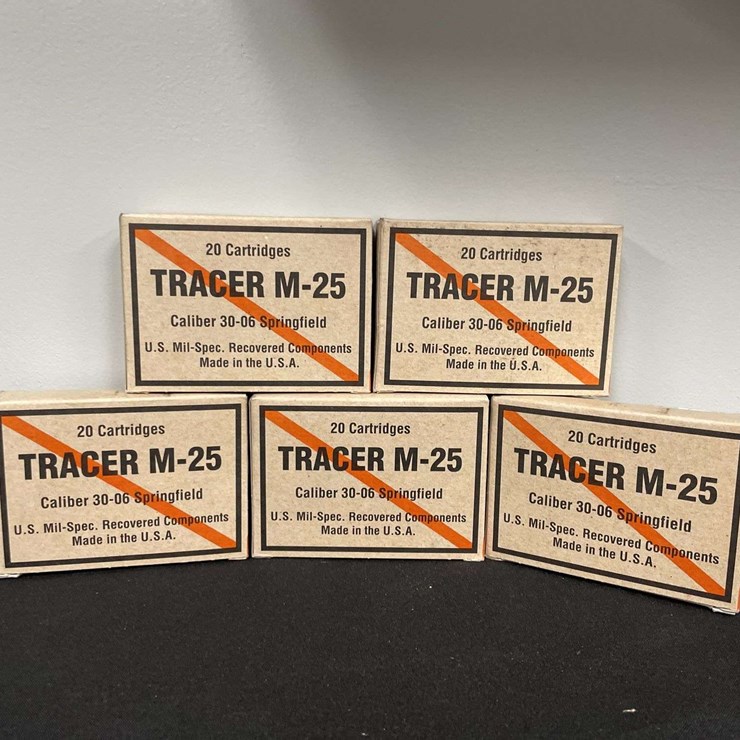 20 Cartridges
TRACER M-25
Caliber 30-06 Springfield
U.S. Mil-Spec. Recovered Components
Made in the U.S.A.
20 Cartridges
TRACER M-25
Caliber 30-06 Springfield
U.S. Mil-Spec. Recovered Components
Made in the U.S.A.
20 Cartridges
TRACER M-25
Caliber 30-06 Springfield
U.S. Mil-Spec. Recovered Components
Made in the U.S.A.
20 Cartridges
TRACER M-25
Caliber 30-06 Springfield
U.S. Mil-Spec. Recovered Components
Made in the U.S.A.
20 Cartridges
TRACER M-25
Caliber 30-06 Springfield
U.S. Mil-Spec. Recovered Components
Made in the U.S.A.